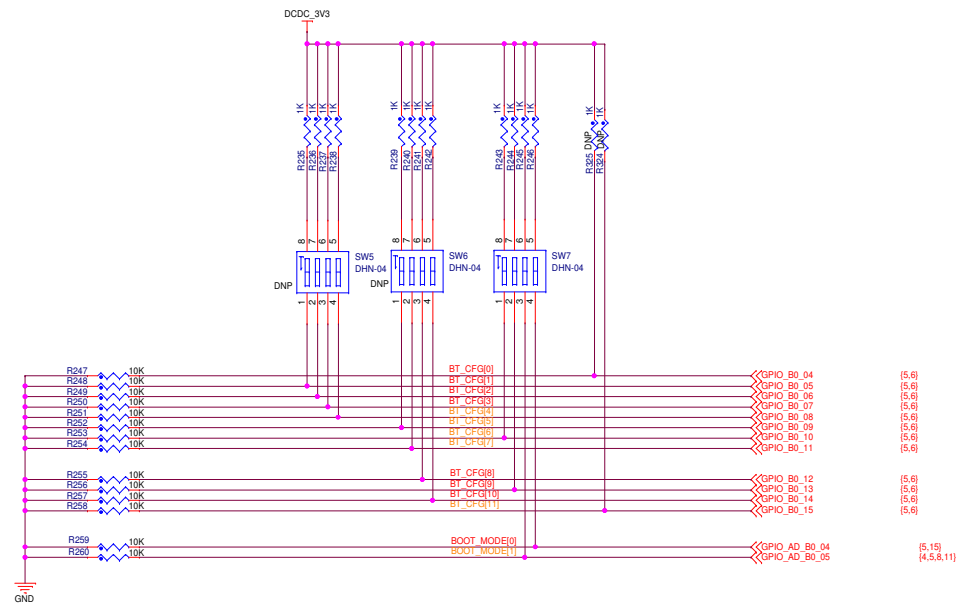 DCDC_3V3
1K 1K 1K 1K 1K 1K 1K 1K 1K 1K 1K 1K 1K 1K
R235 R236 R237 R238 R239 R240 R241 R242 R243 R244 R245 R246 R325 DNP R324 DNP
8 7 6 5 8 7 6 5 8 7 6 5
SW5 SW6 SW7
DHN-04 DHN-04 DHN-04
DNP DNP
1 2 3 4 1 2 3 4 1 2 3 4
R247 10K BT_CFG[0] GPIO_B0_04 {5,6}
R248 10K BT_CFG[1] GPIO_B0_05 {5,6}
R249 10K BT_CFG[2] GPIO_B0_06 {5,6}
R250 10K BT_CFG[3] GPIO_B0_07 {5,6}
R251 10K BT_CFG[4] GPIO_B0_08 {5,6}
R252 10K BT_CFG[5] GPIO_B0_09 {5,6}
R253 10K BT_CFG[6] GPIO_B0_10 {5,6}
R254 10K BT_CFG[7] GPIO_B0_11 {5,6}
R255 10K BT_CFG[8] GPIO_B0_12 {5,6}
R256 10K BT_CFG[9] GPIO_B0_13 {5,6}
R257 10K BT_CFG[10] GPIO_B0_14 {5,6}
R258 10K BT_CFG[11] GPIO_B0_15 {5,6}
R259 10K BOOT_MODE[0] GPIO_AD_B0_04 {5,15}
R260 10K BOOT_MODE[1] GPIO_AD_B0_05 {4,5,8,11}
GND